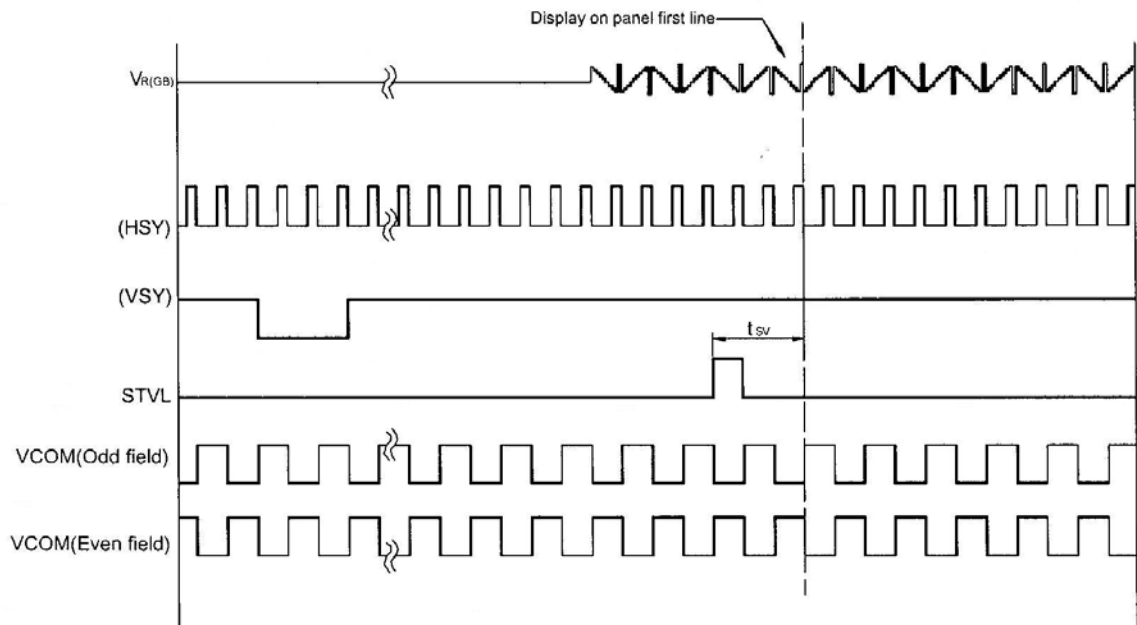 Display on panel first line
VR(GB)
(HSY)
(VSY)
tsv
STVL
VCOM(Odd field)
VCOM(Even field)